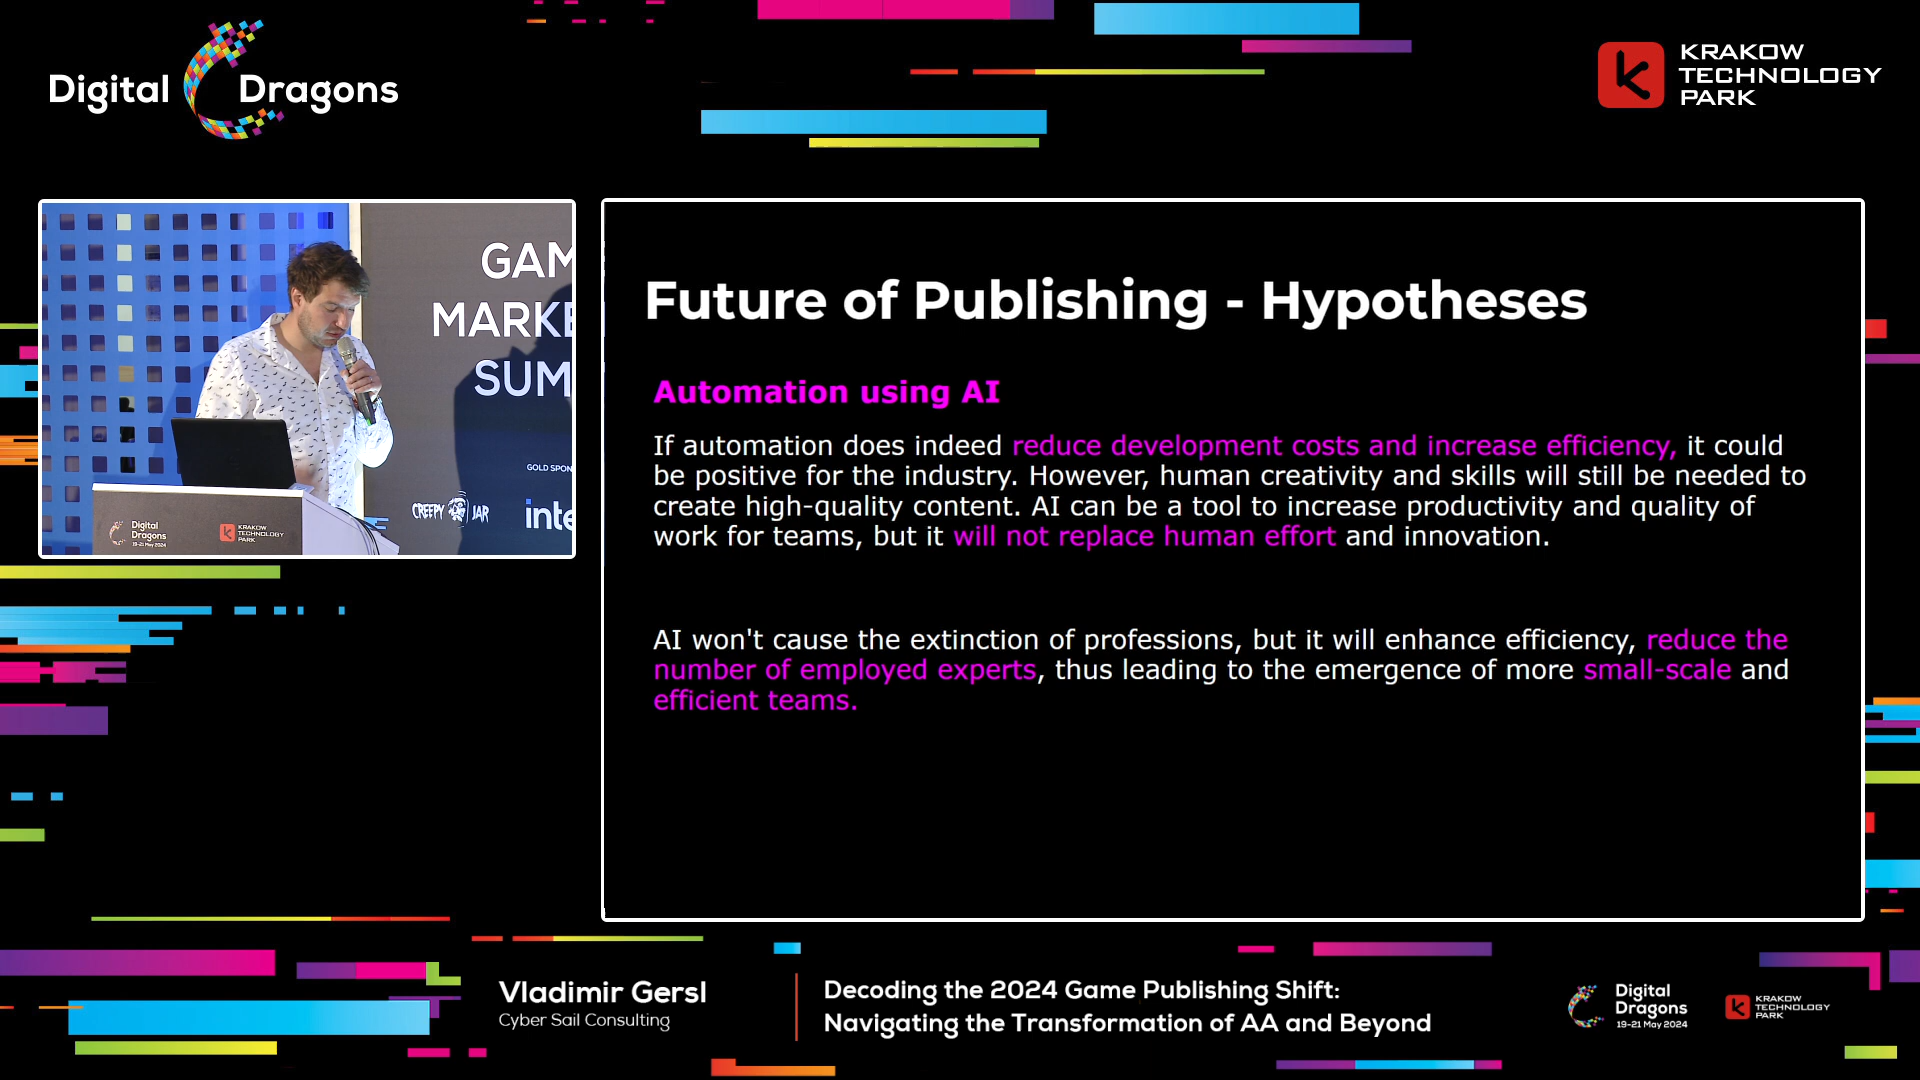 Digital Dragons
KRAKOW
TECHNOLOGY
PARK
GAM
MARKE
SUM
GOLD SPON
CREEPY JAR
inte
Digital
Dragons
19-21 May 2024
KRAKOW
TECHNOLOGY
PARK
Future of Publishing - Hypotheses
Automation using AI
If automation does indeed reduce development costs and increase efficiency, it could
be positive for the industry. However, human creativity and skills will still be needed to
create high-quality content. AI can be a tool to increase productivity and quality of
work for teams, but it will not replace human effort and innovation.
AI won't cause the extinction of professions, but it will enhance efficiency, reduce the
number of employed experts, thus leading to the emergence of more small-scale and
efficient teams.
Vladimir Gersl
Cyber Sail Consulting
Decoding the 2024 Game Publishing Shift:
Navigating the Transformation of AA and Beyond
Digital
Dragons
19-21 May 2024
KRAKOW
TECHNOLOGY
PARK